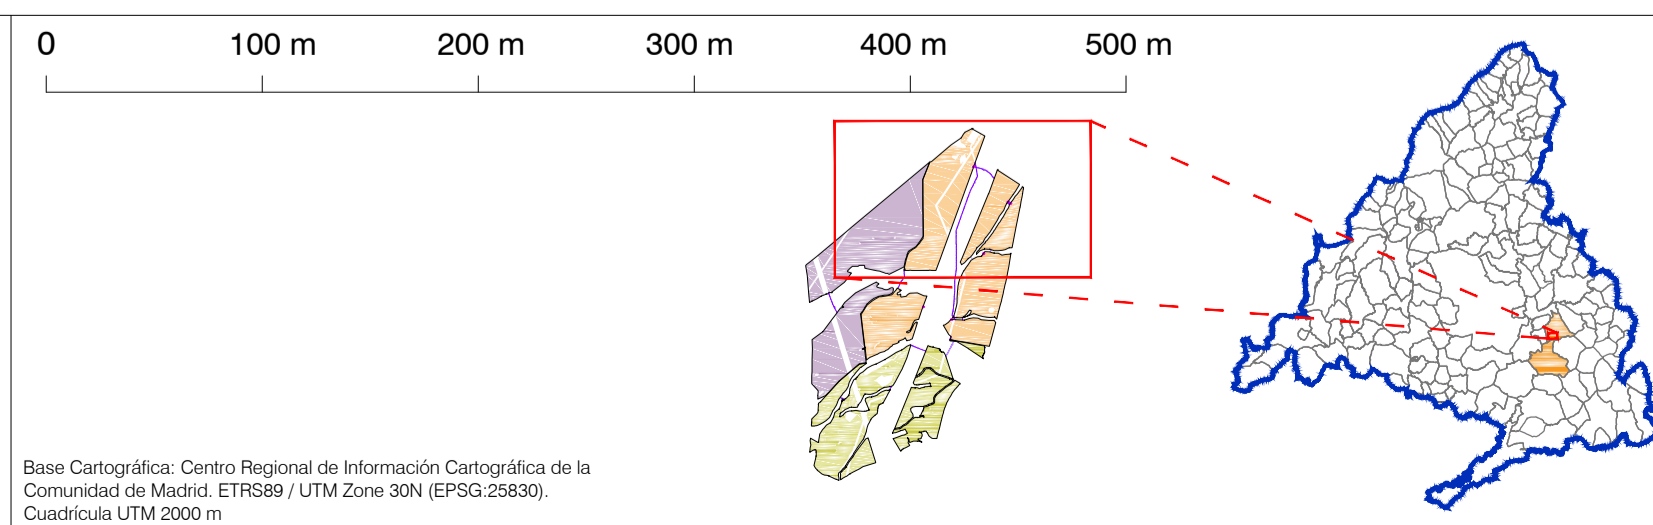 0 100 m 200 m 300 m 400 m 500 m
Base Cartográfica: Centro Regional de Información Cartográfica de la
Comunidad de Madrid. ETRS89 / UTM Zone 30N (EPSG:25830).
Cuadrícula UTM 2000 m